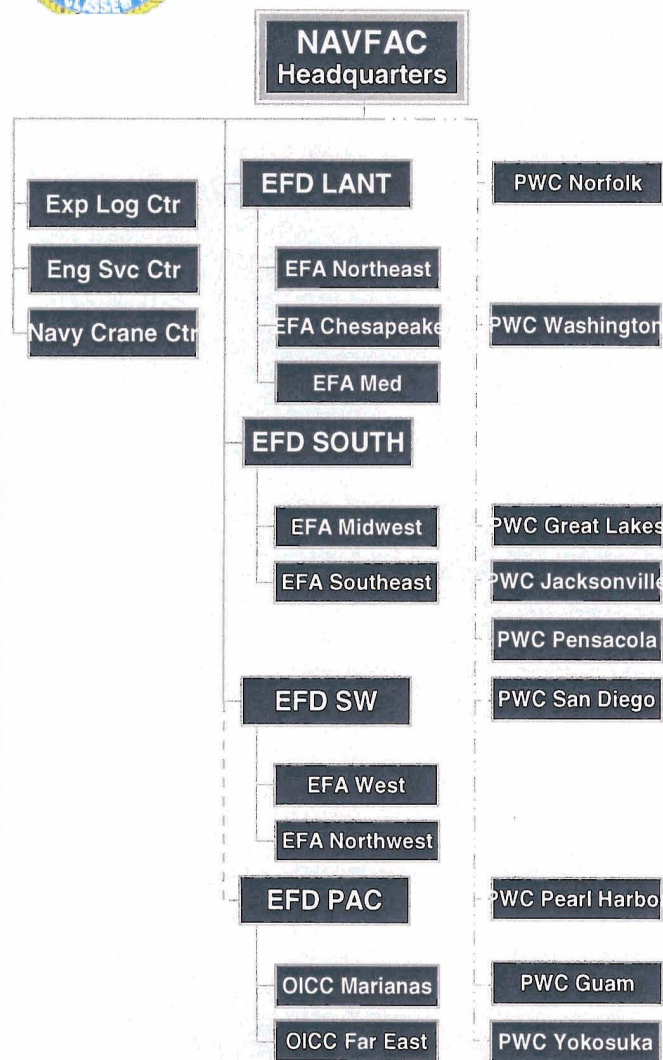 NAVFAC
Headquarters
Exp Log Ctr
Eng Svc Ctr
Navy Crane Ctr
EFD LANT
EFA Northeast
EFA Chesapeake
EFA Med
EFD SOUTH
EFA Midwest
EFA Southeast
EFD SW
EFA West
EFA Northwest
EFD PAC
OICC Marianas
OICC Far East
PWC Norfolk
PWC Washington
PWC Great Lakes
PWC Jacksonville
PWC Pensacola
PWC San Diego
PWC Pearl Harbo
PWC Guam
PWC Yokosuka